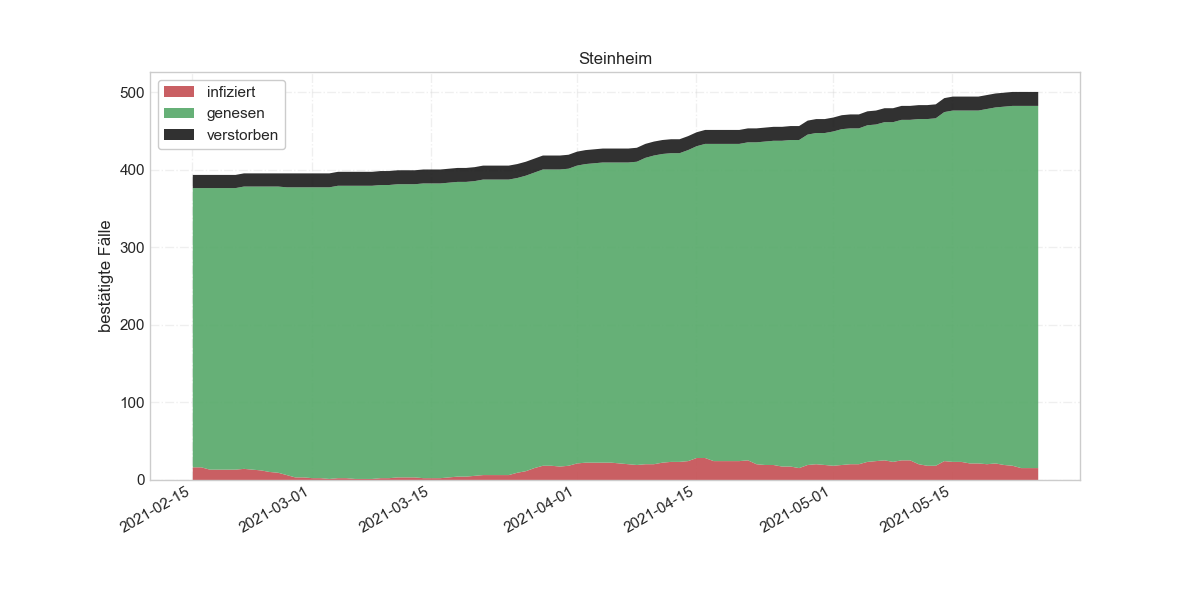 Steinheim
infiziert
genesen
verstorben
bestätigte Fälle
500
400
300
200
100
0
2021-02-15
2021-03-01
2021-03-15
2021-04-01
2021-04-15
2021-05-01
2021-05-15